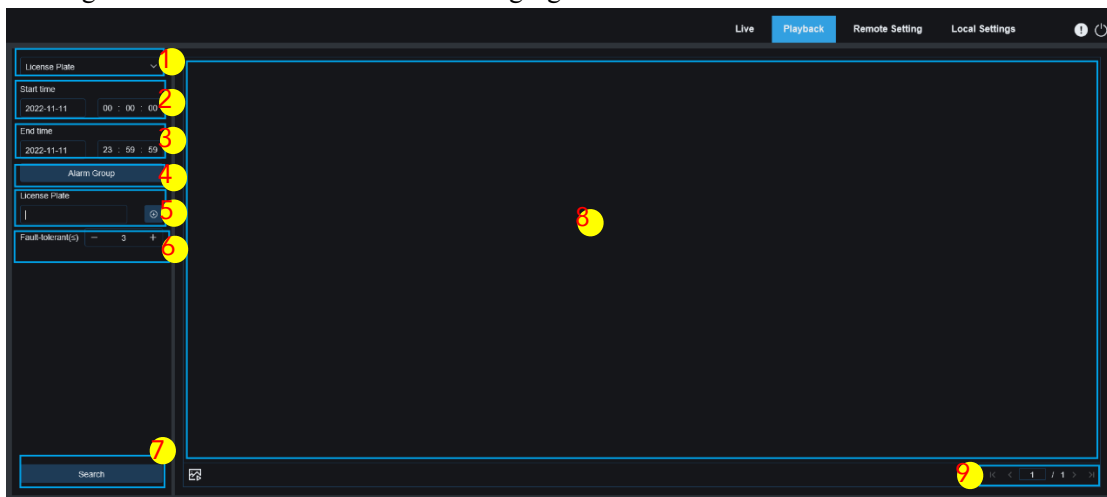 Live Playback Remote Setting Local Settings
License Plate 1
Start time
2022-11-11 00 : 00 : 00 2
End time
2022-11-11 23 : 59 : 59 3
Alarm Group 4
License Plate
5
Fault-tolerant(≤) − 3 + 6
8
7
Search
9 1 / 1